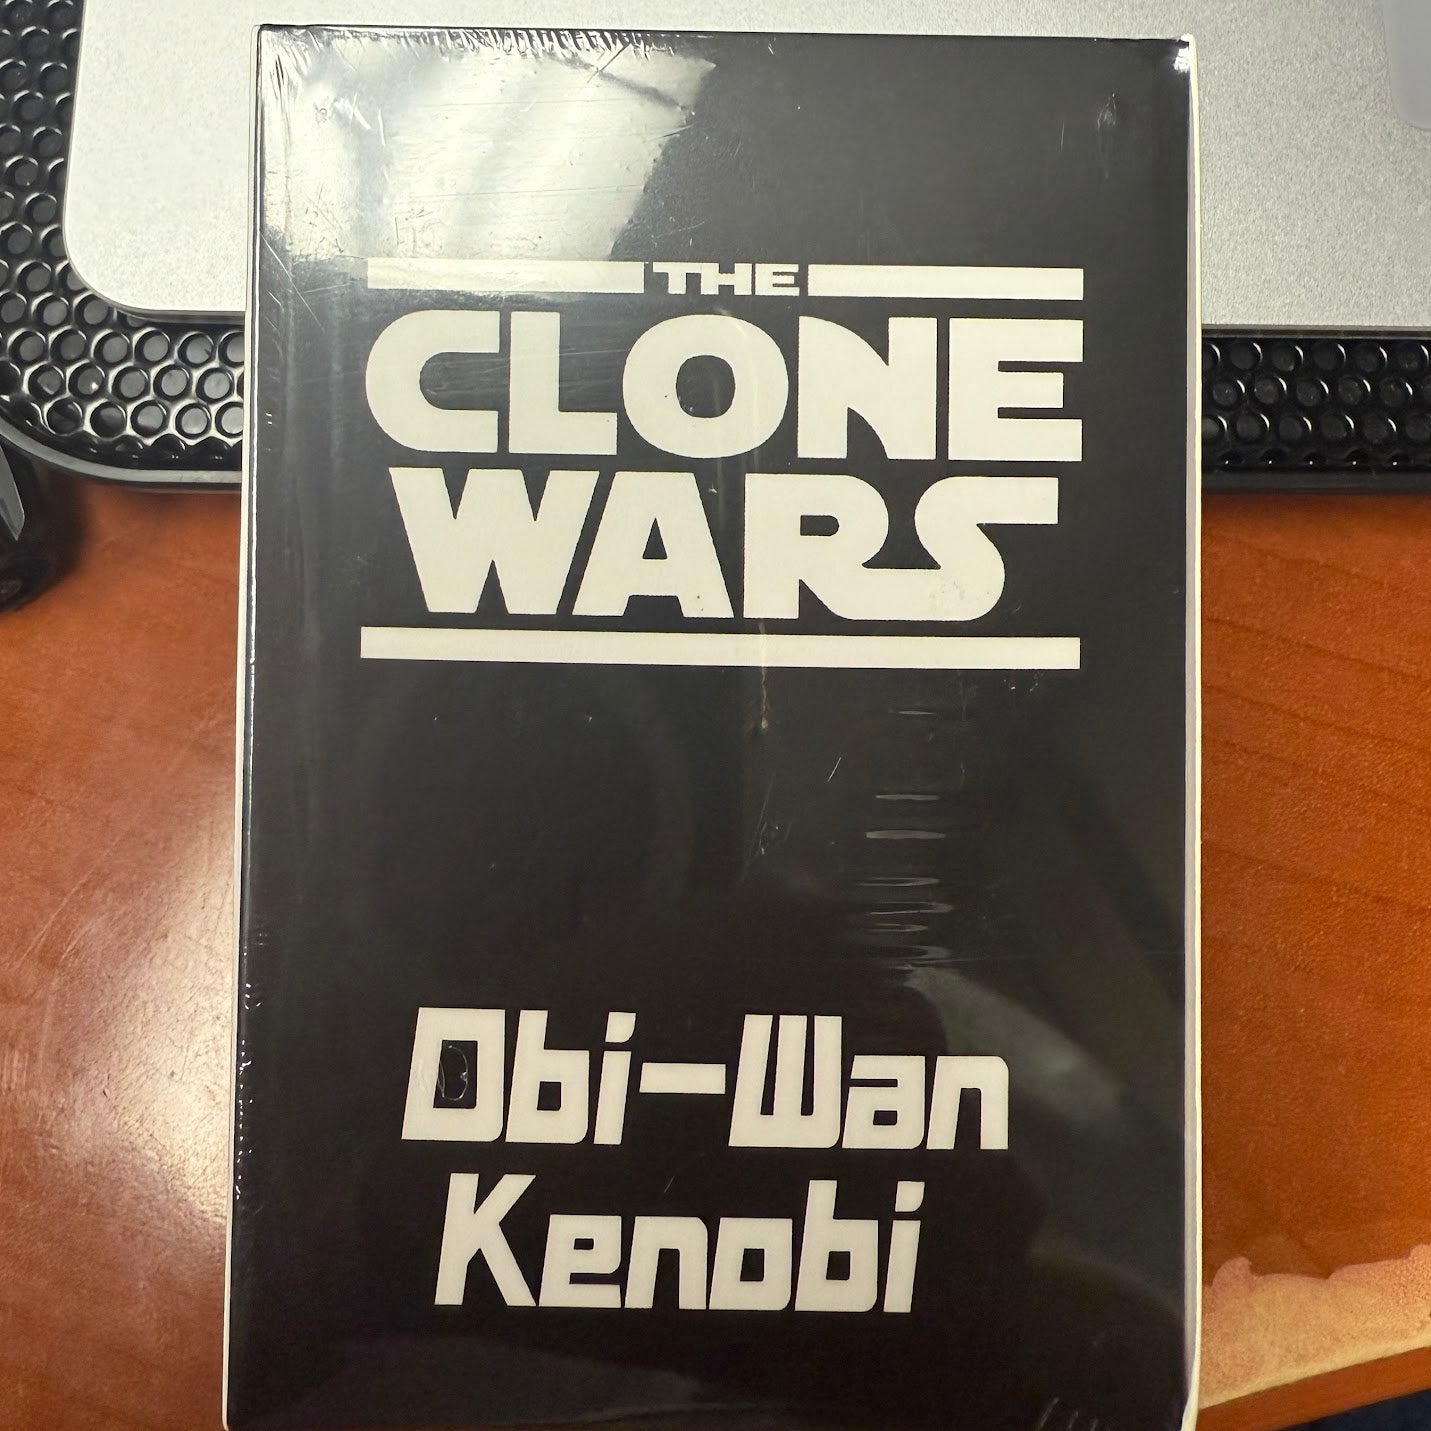 THE
CLONE
WARS
Obi-Wan
Kenobi